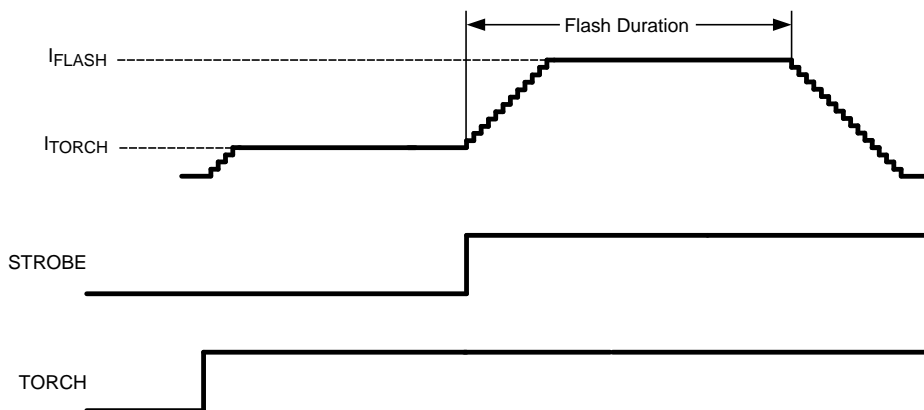 Flash Duration
IFLASH
ITORCH
STROBE
TORCH